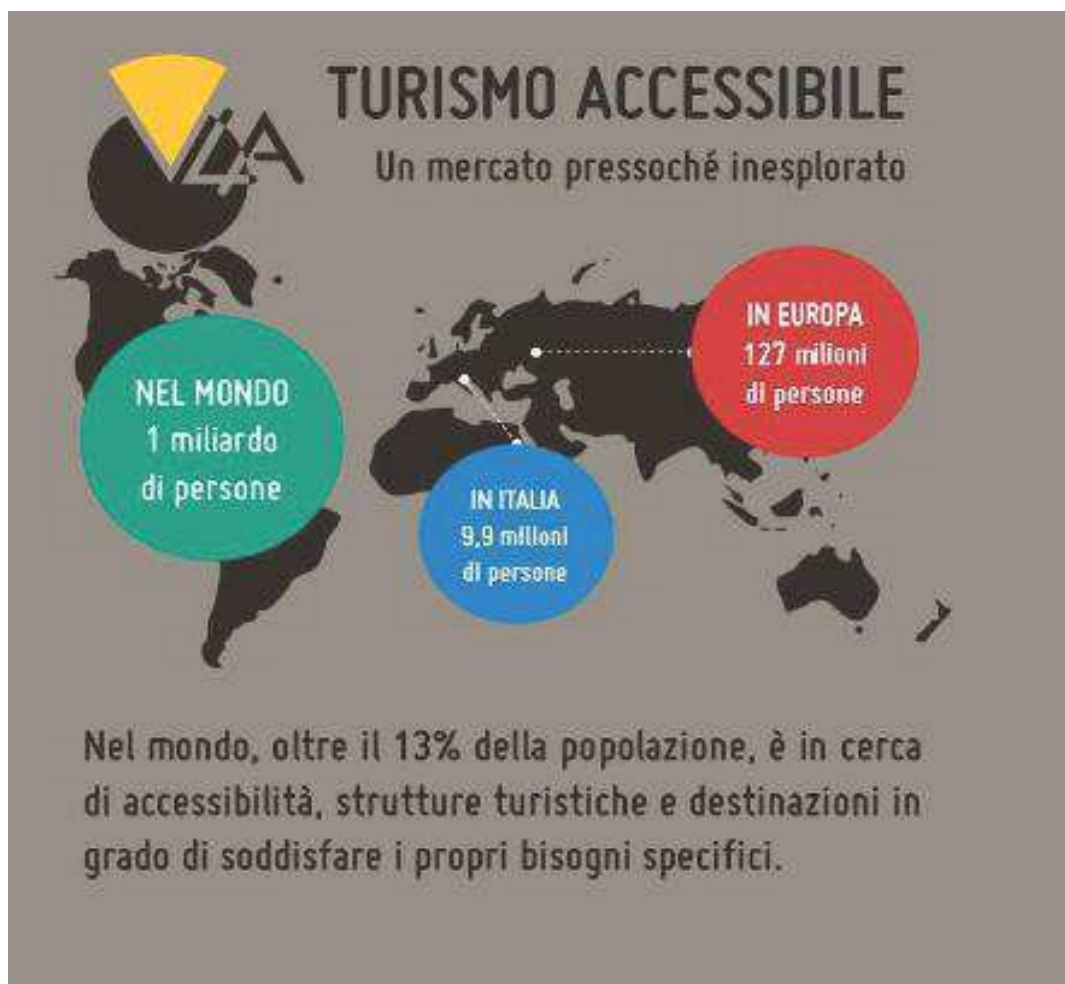 TURISMO ACCESSIBILE
Un mercato pressoché inesplorato
IN EUROPA
127 milioni
di persone
NEL MONDO
1 miliardo
di persone
IN ITALIA
9,9 milioni
di persone
Nel mondo, oltre il 13% della popolazione, è in cerca
di accessibilità, strutture turistiche e destinazioni in
grado di soddisfare i propri bisogni specifici.